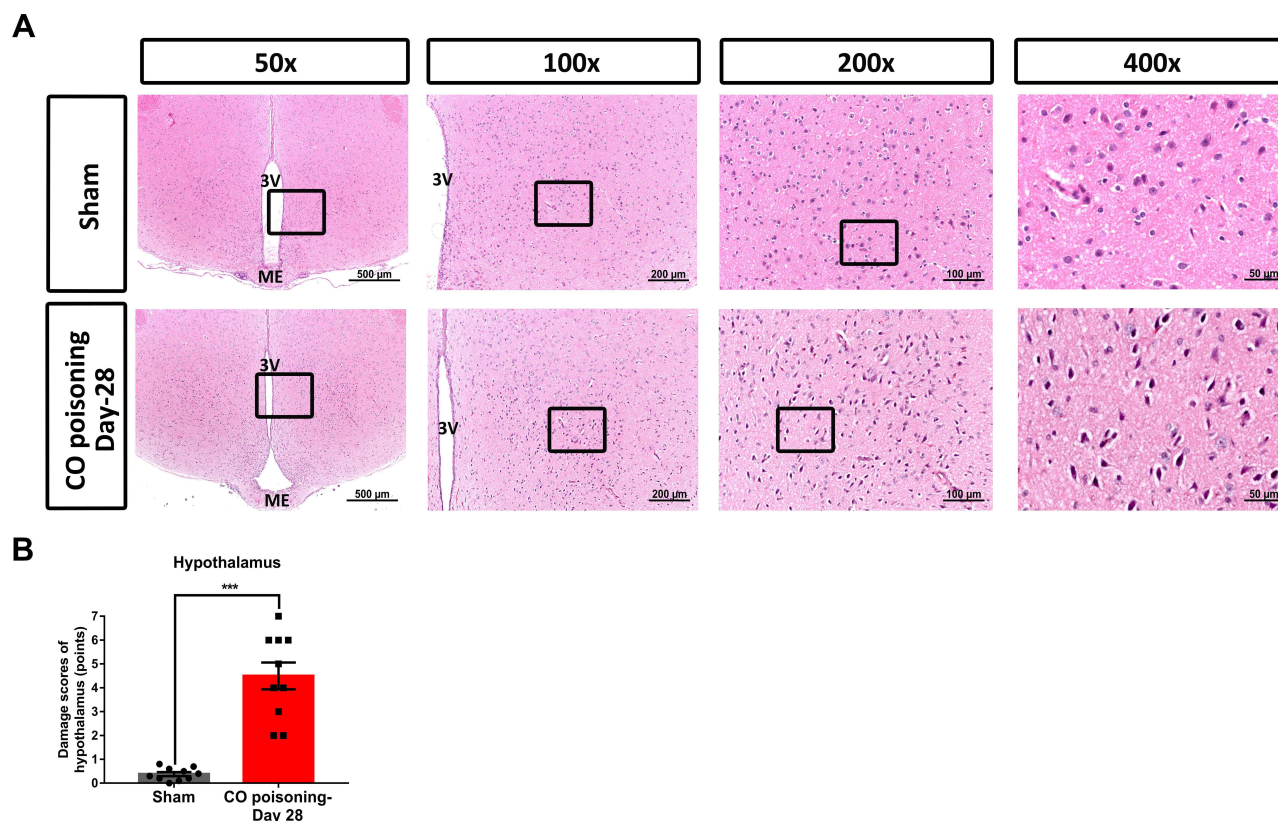 A
50x
100x
200x
400x
Sham
3V
ME
500 µm
3V
200 µm
100 µm
50 µm
CO poisoning
Day-28
3V
ME
500 µm
3V
200 µm
100 µm
50 µm
B
Hypothalamus
***
Damage scores of
hypothalamus (points)
7
6
5
4
3
2
1
0
Sham
CO poisoning-
Day 28